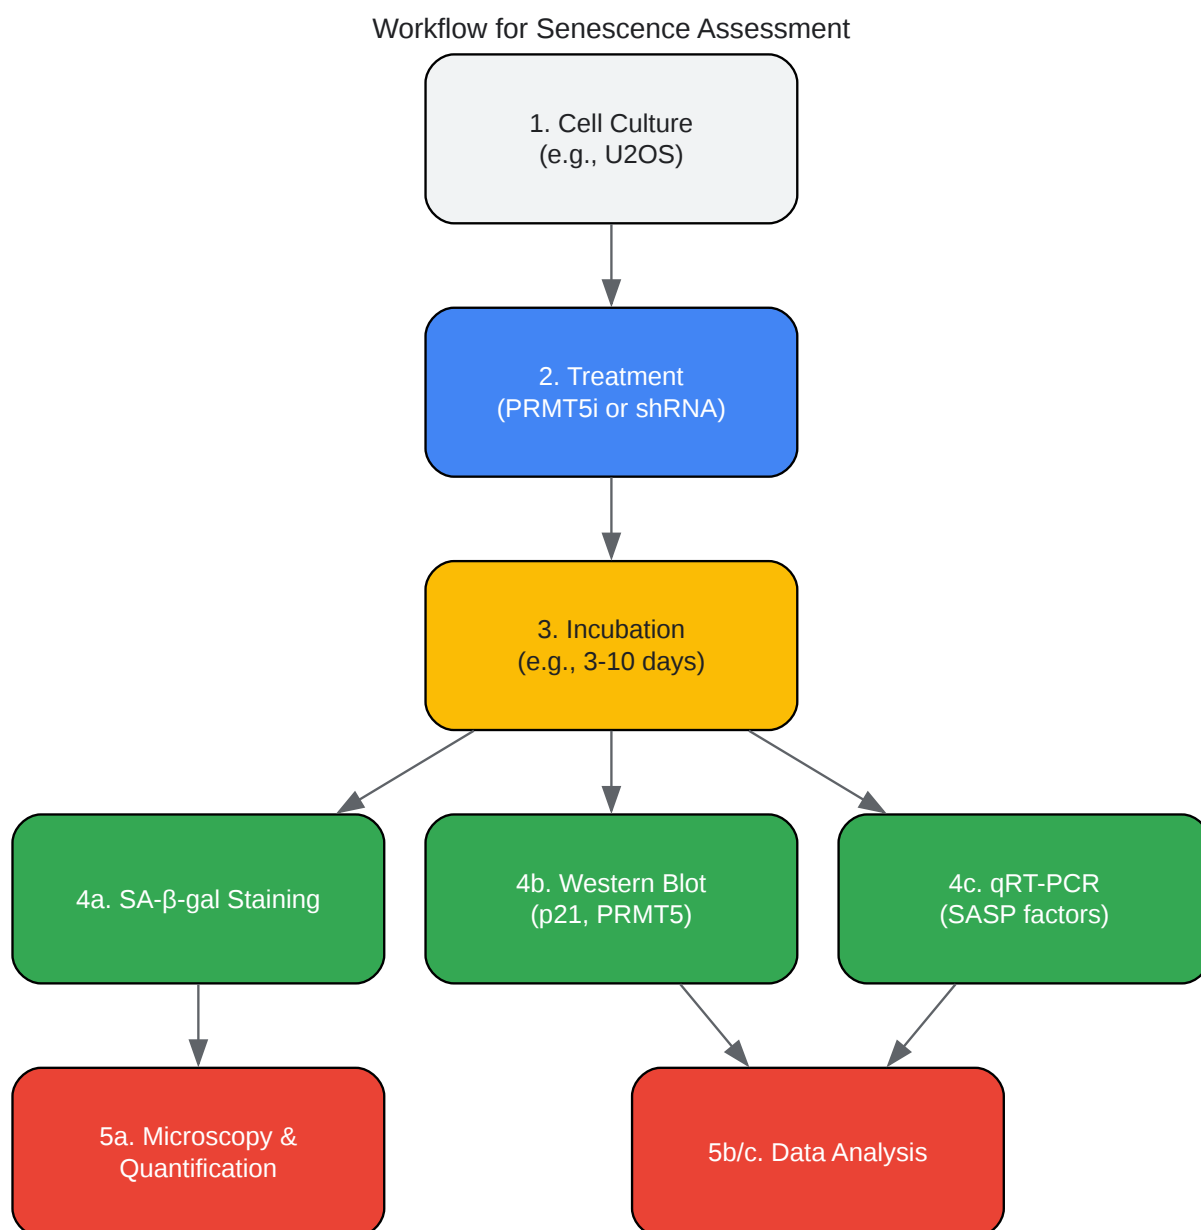 Workflow for Senescence Assessment
1. Cell Culture
(e.g., U2OS)
2. Treatment
(PRMT5i or shRNA)
3. Incubation
(e.g., 3-10 days)
4a. SA-β-gal Staining
4b. Western Blot
(p21, PRMT5)
4c. qRT-PCR
(SASP factors)
5a. Microscopy &
Quantification
5b/c. Data Analysis